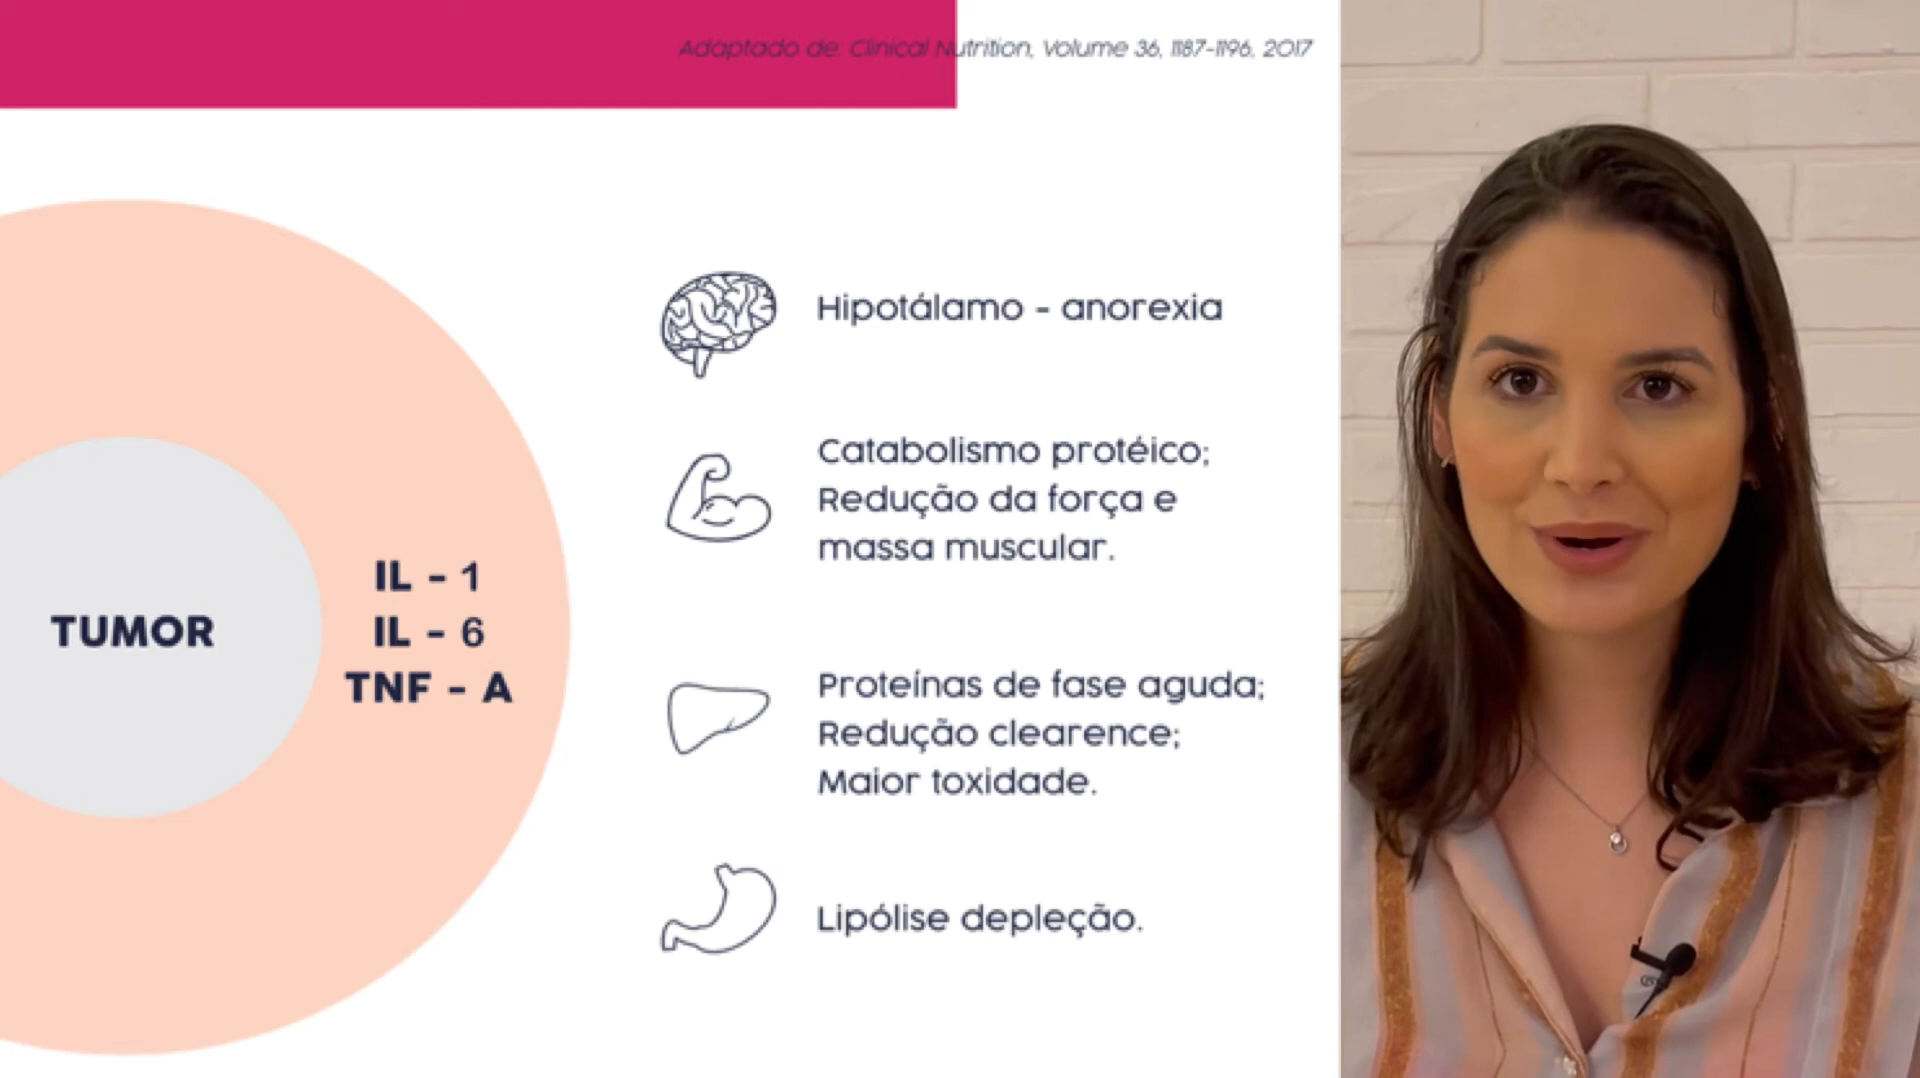 Adaptado de: Clinical Nutrition, Volume 36, 1187-1196, 2017
TUMOR
IL - 1
IL - 6
TNF - A
Hipotálamo - anorexia
Catabolismo protéico;
Redução da força e
massa muscular.
Proteínas de fase aguda;
Redução clearence;
Maior toxidade.
Lipólise depleção.